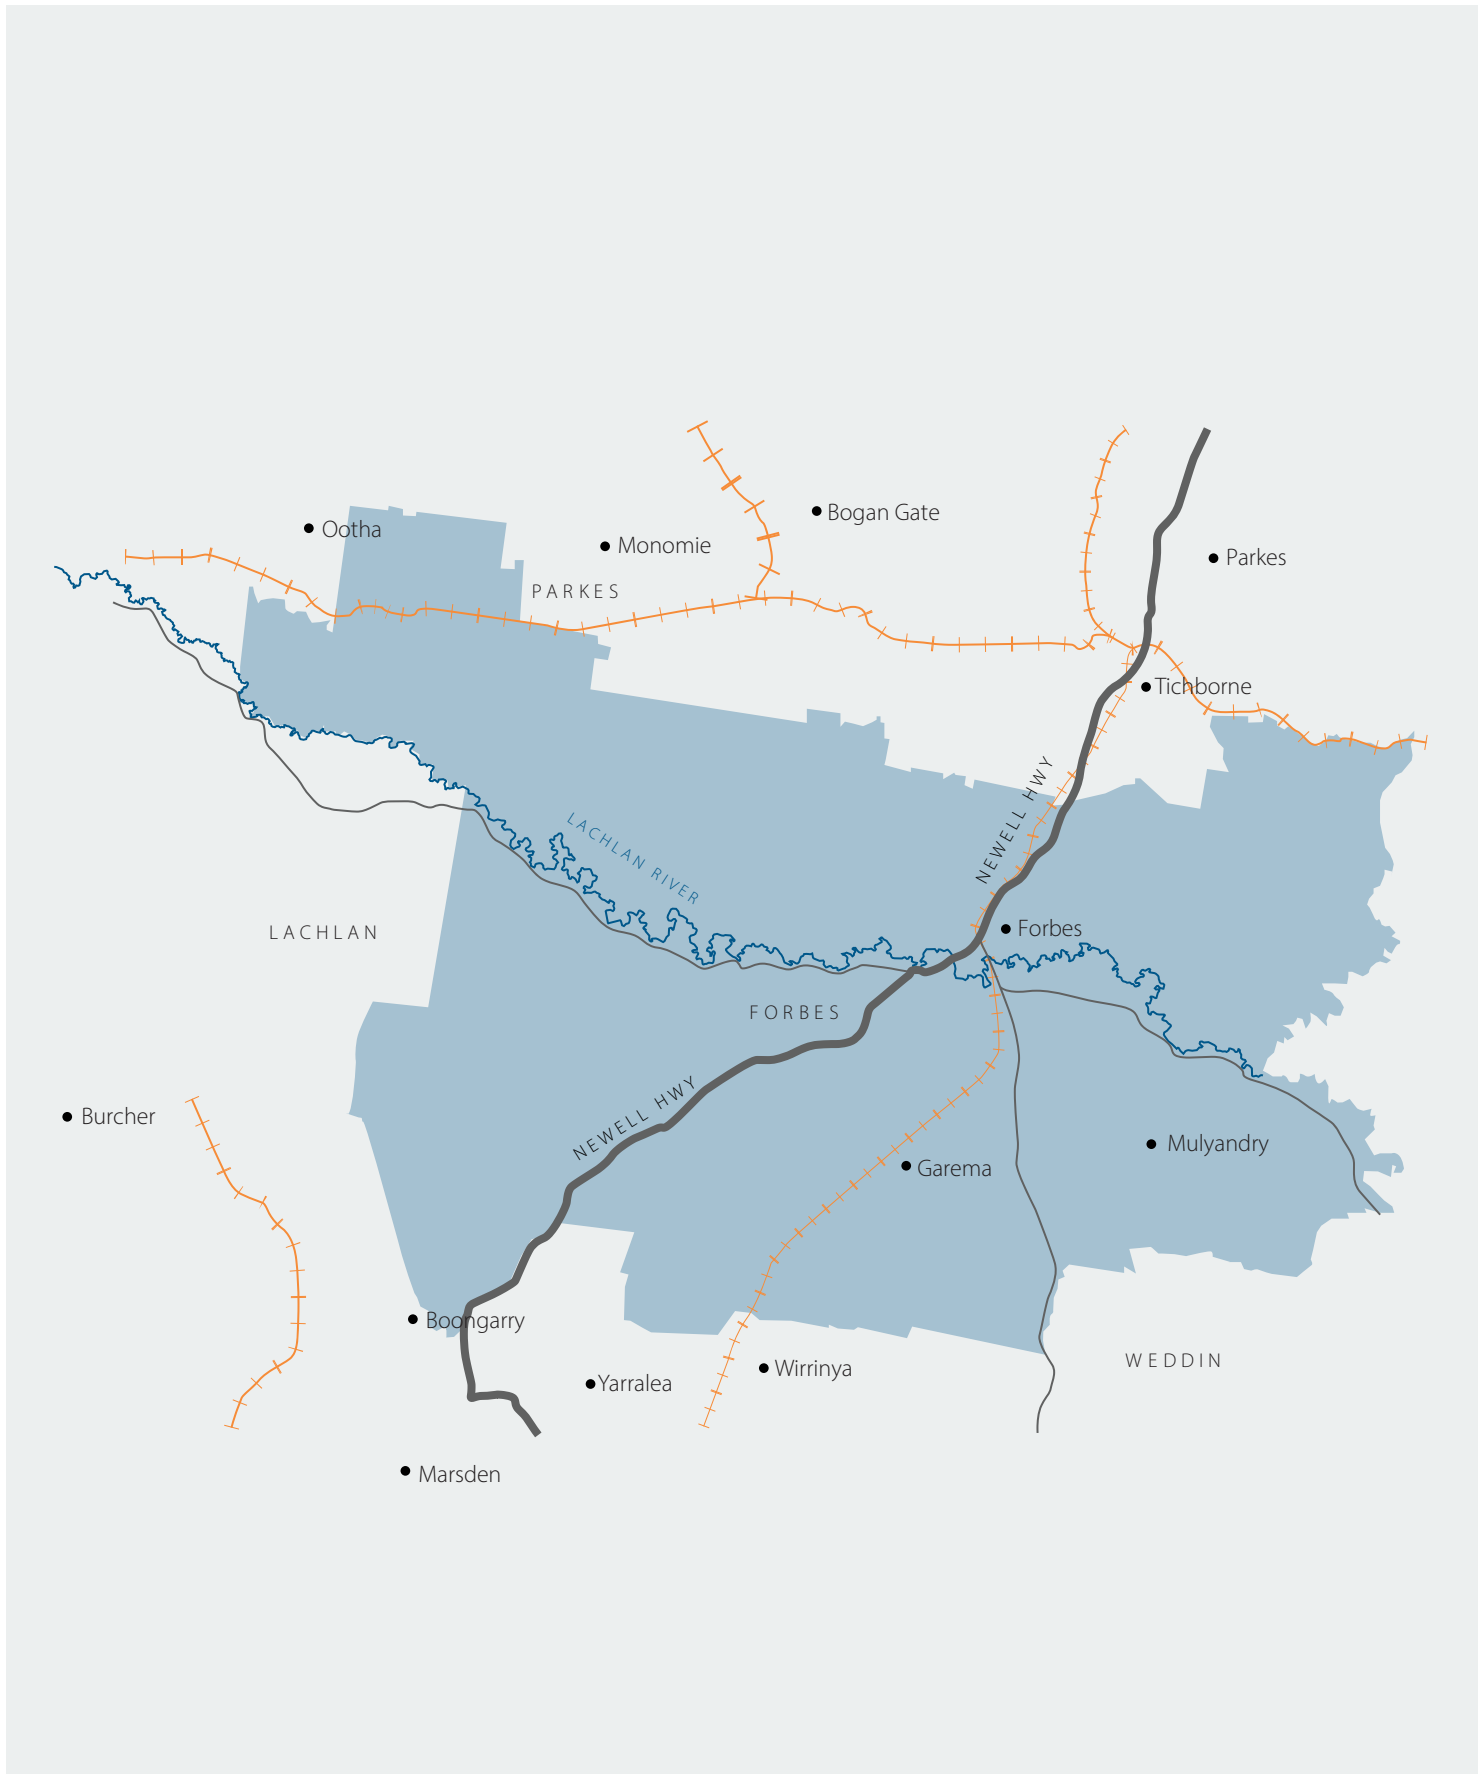 Bogan Gate
Ootha
Monomie
Parkes
PARKES
Tichborne
NEWELL HWY
LACHLAN RIVER
LACHLAN
Forbes
FORBES
NEWELL HWY
Burcher
Mulyandry
Garema
Boongarry
WEDDIN
Wirrinya
Yarralea
Marsden